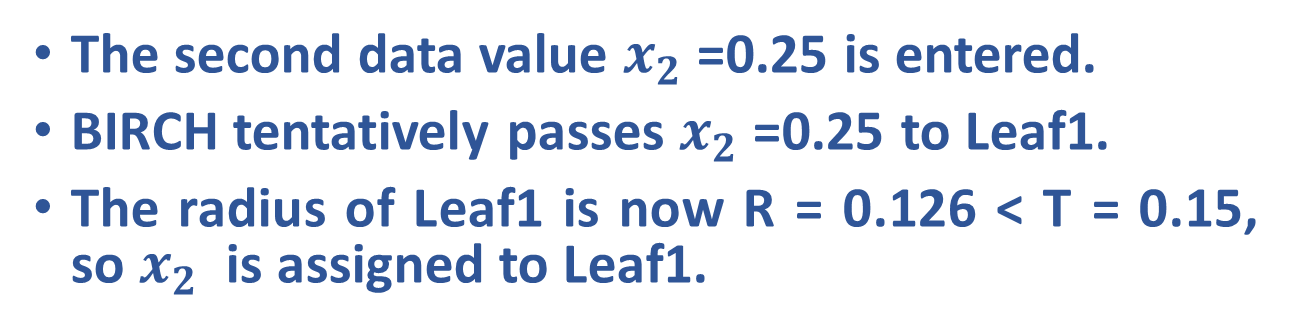 • The second data value x₂ =0.25 is entered.
• BIRCH tentatively passes x₂ =0.25 to Leaf1.
• The radius of Leaf1 is now R = 0.126 < T = 0.15,
so x₂ is assigned to Leaf1.